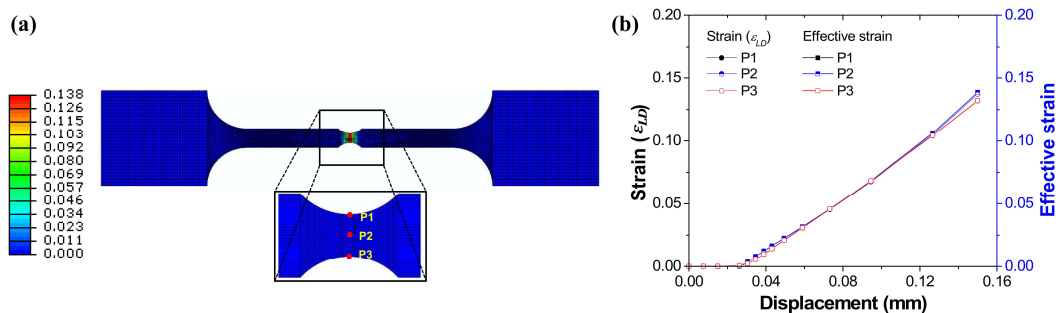 (a)
0.138
0.126
0.115
0.103
0.092
0.080
0.069
0.057
0.046
0.034
0.023
0.011
0.000
P1
P2
P3
(b)
Strain (ε_LD) Effective strain
P1 P1
P2 P2
P3 P3
0.20
0.15
0.10
0.05
0.00
Strain (ε_LD)
0.20
0.15
0.10
0.05
0.00
Effective strain
0.00 0.04 0.08 0.12 0.16
Displacement (mm)